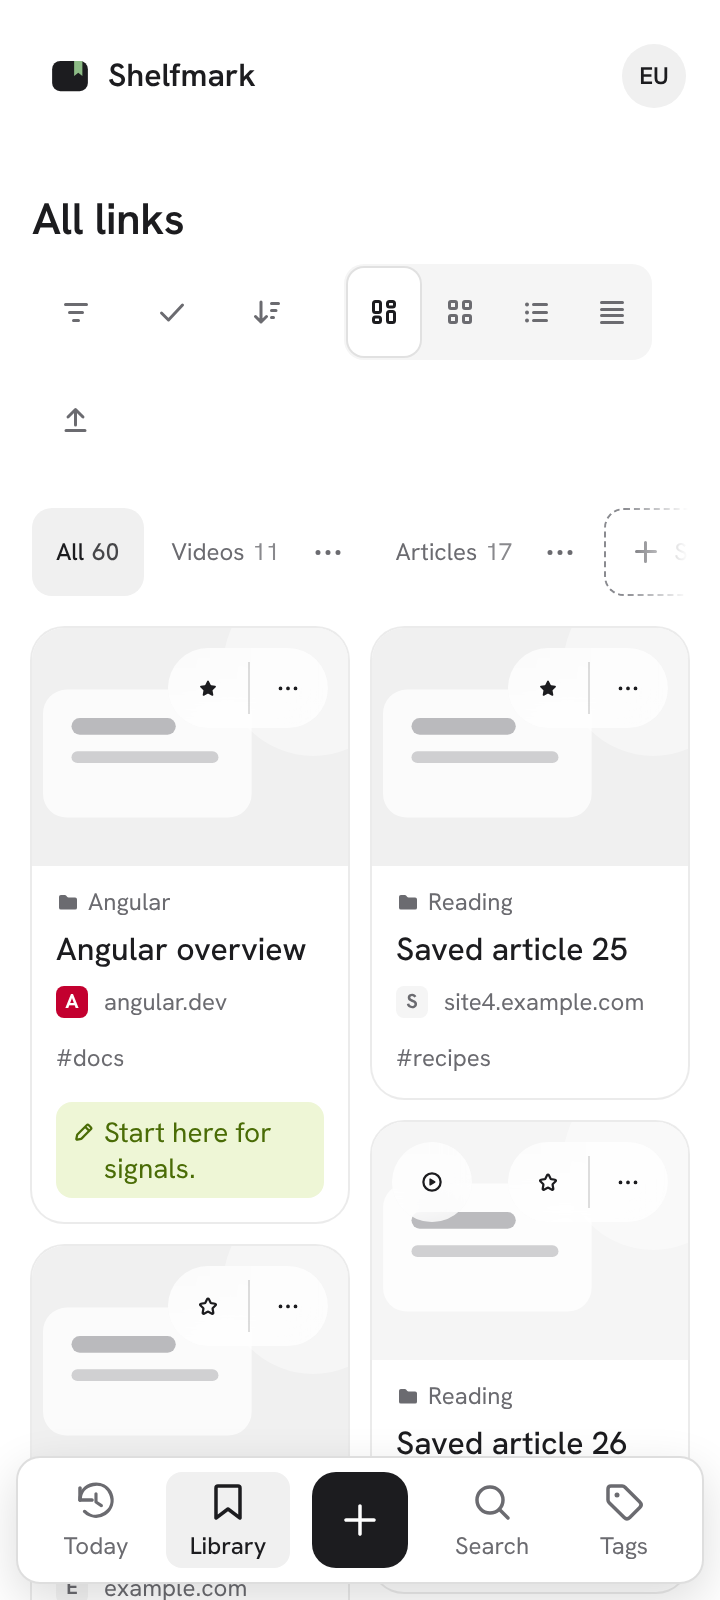 Shelfmark
EU
All links
All 60
Videos 11
Articles 17
Angular
Angular overview
A
angular.dev
#docs
Start here for
signals.
Reading
Saved article 25
S
site4.example.com
#recipes
Reading
Saved article 26
E
example.com
Today
Library
Search
Tags